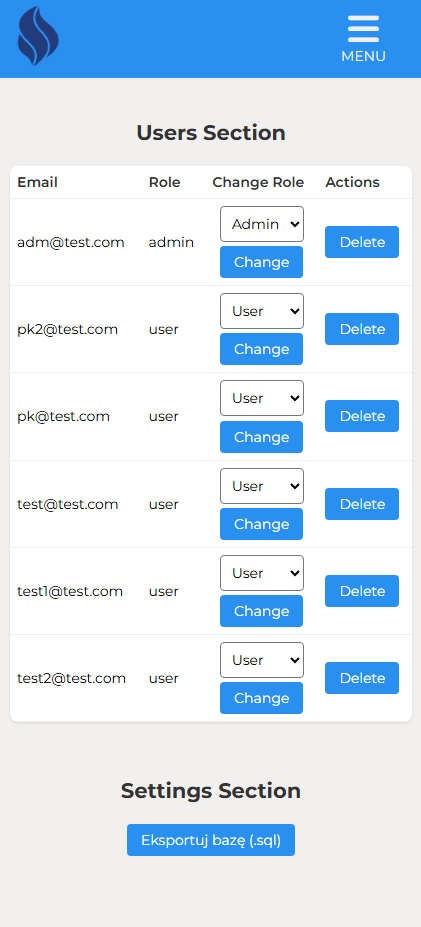 MENU
Users Section
Email Role Change Role Actions
adm@test.com admin Admin Change Delete
pk2@test.com user User Change Delete
pk@test.com user User Change Delete
test@test.com user User Change Delete
test1@test.com user User Change Delete
test2@test.com user User Change Delete
Settings Section
Eksportuj bazę (.sql)